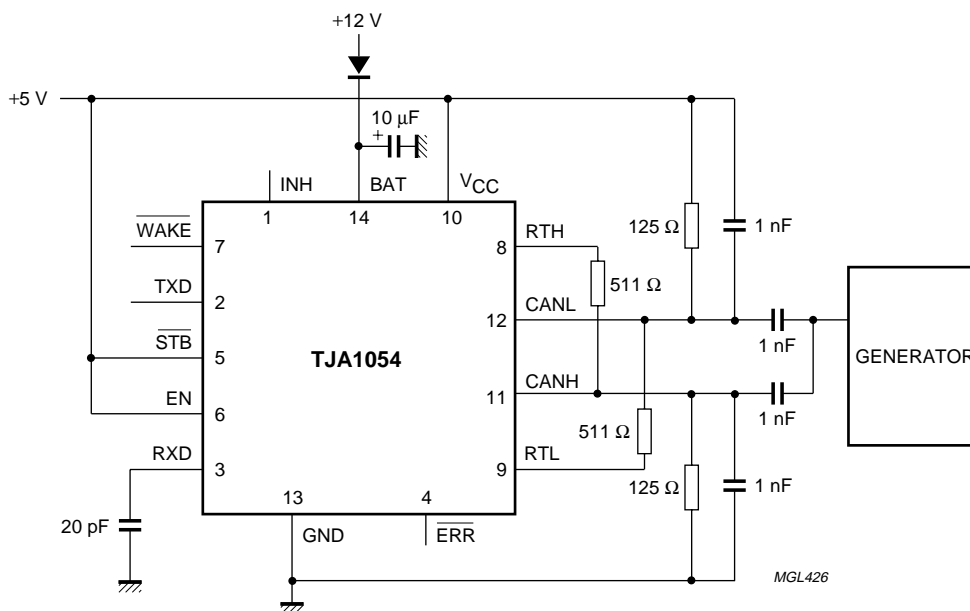 +12 V
+5 V
10 μF
+
INH
BAT
VCC
1
14
10
WAKE
7
TXD
2
STB
5
EN
6
RXD
3
TJA1054
8
RTH
12
CANL
11
CANH
9
RTL
13
4
GND
ERR
20 pF
511 Ω
511 Ω
125 Ω
1 nF
1 nF
1 nF
125 Ω
1 nF
GENERATOR
MGL426